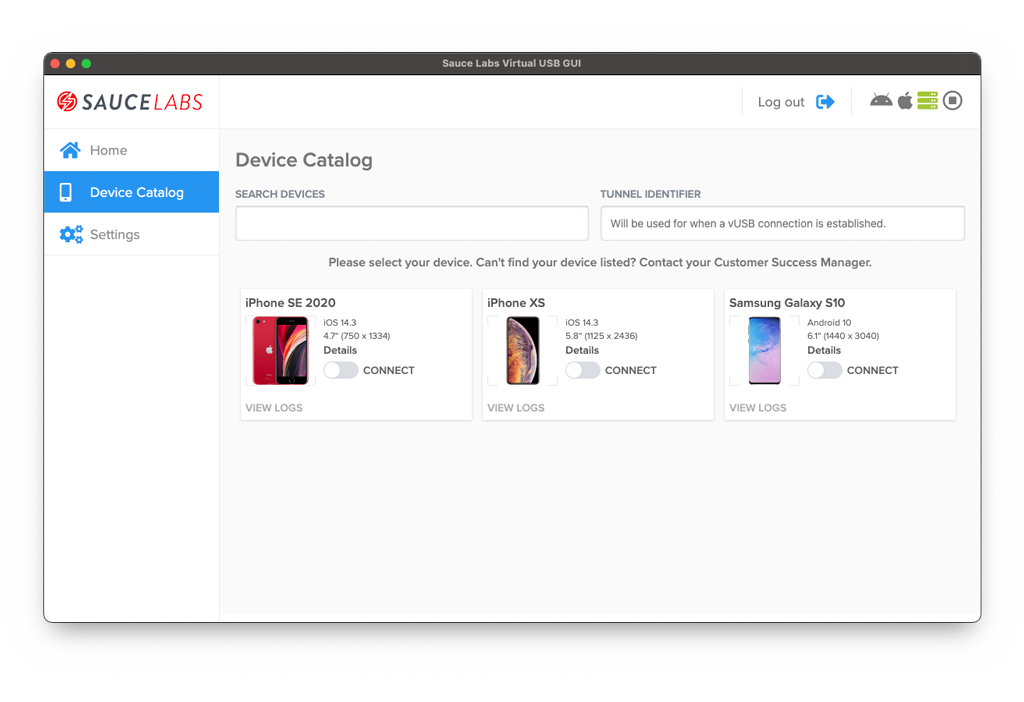 Sauce Labs Virtual USB GUI
SAUCELABS
Log out
Home
Device Catalog
Settings
Device Catalog
SEARCH DEVICES
TUNNEL IDENTIFIER
Will be used for when a vUSB connection is established.
Please select your device. Can't find your device listed? Contact your Customer Success Manager.
iPhone SE 2020
iOS 14.3
4.7" (750 x 1334)
Details
CONNECT
VIEW LOGS
iPhone XS
iOS 14.3
5.8" (1125 x 2436)
Details
CONNECT
VIEW LOGS
Samsung Galaxy S10
Android 10
6.1" (1440 x 3040)
Details
CONNECT
VIEW LOGS